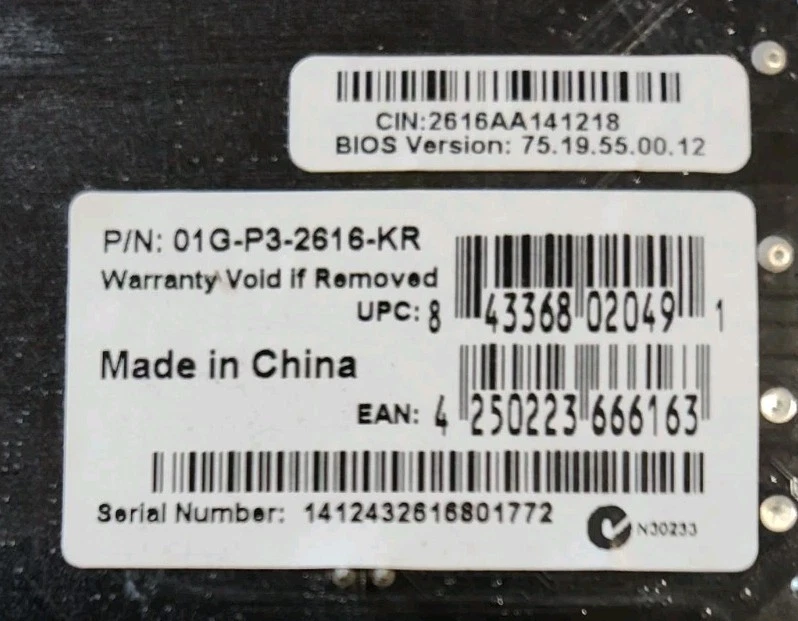 CIN:2616AA141218
BIOS Version: 75.19.55.00.12
P/N: 01G-P3-2616-KR
Warranty Void if Removed
UPC: 8 43368 02049 1
Made in China
EAN: 4 250223 666163
Serial Number: 1412432616801772
N30233